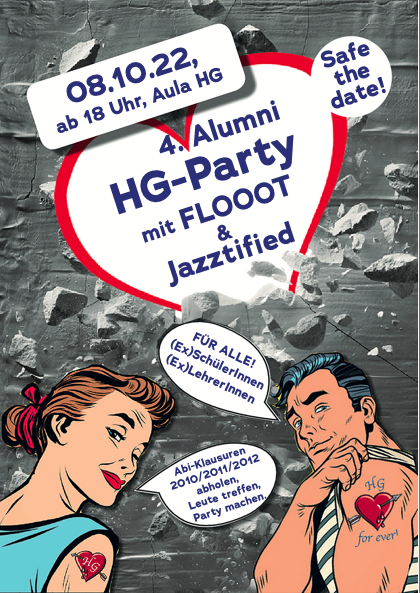 08.10.22,
ab 18 Uhr, Aula HG
Safe
the
date!
4. Alumni
HG-Party
mit FLOOOT
&
Jazztified
FÜR ALLE!
(Ex)SchülerInnen
(Ex)LehrerInnen
Abi-Klausuren
2010/2011/2012
abholen,
Leute treffen,
Party machen.
HG
for ever!
HG